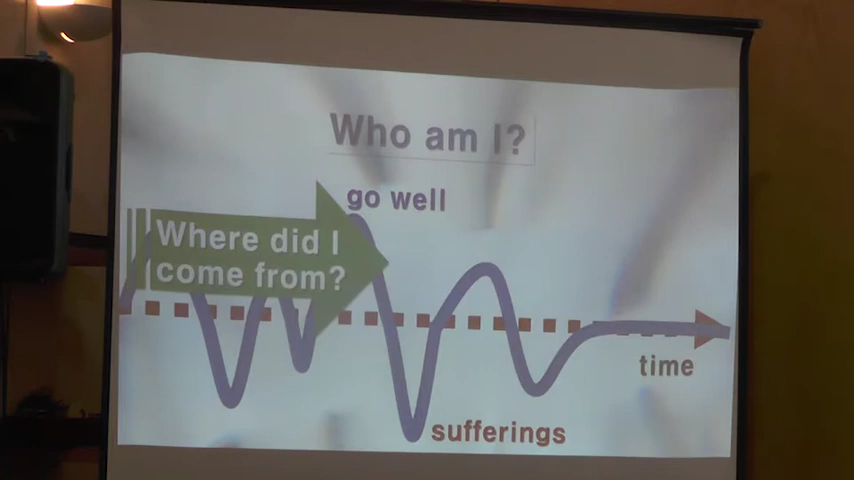 Who am I?
go well
Where did I
come from?
time
sufferings